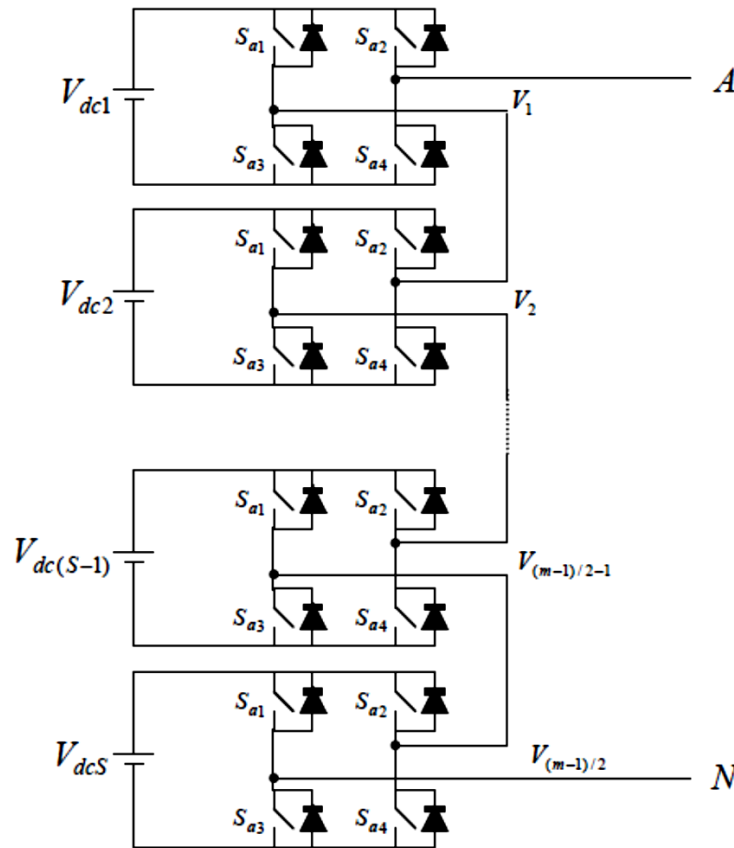 S_{a1} S_{a2}
V_{dc1} A
V_1
S_{a3} S_{a4}
S_{a1} S_{a2}
V_{dc2} V_2
S_{a3} S_{a4}
S_{a1} S_{a2}
V_{dc(S-1)} V_{(m-1)/2-1}
S_{a3} S_{a4}
S_{a1} S_{a2}
V_{dcS} V_{(m-1)/2} N
S_{a3} S_{a4}